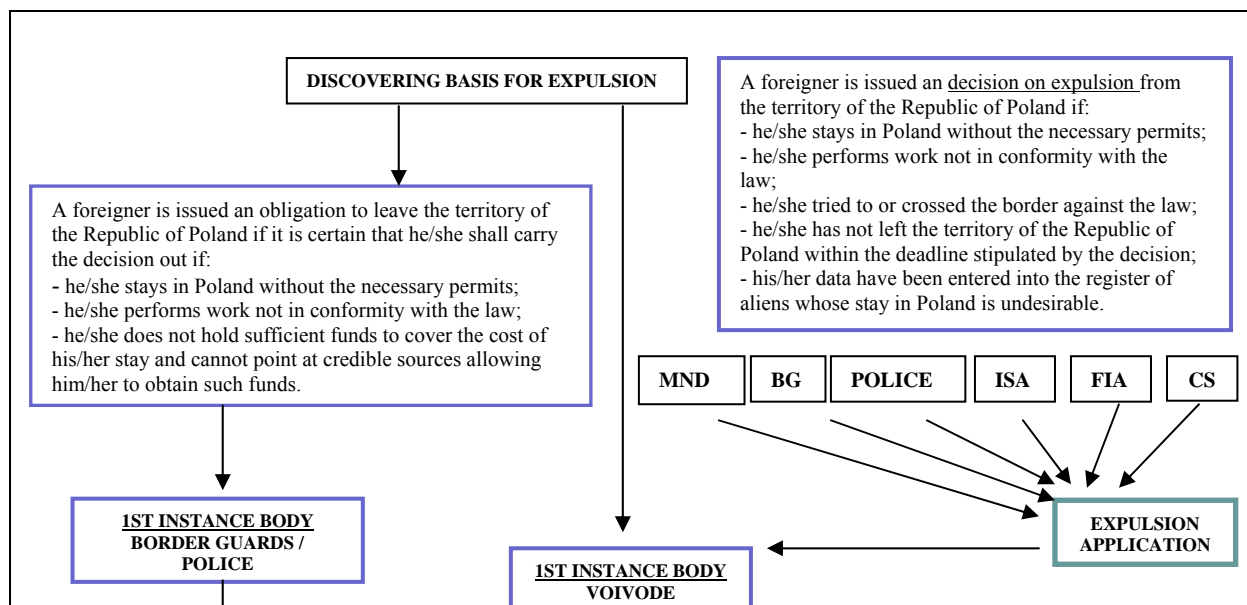 DISCOVERING BASIS FOR EXPULSION
A foreigner is issued an decision on expulsion from
the territory of the Republic of Poland if:
- he/she stays in Poland without the necessary permits;
- he/she performs work not in conformity with the
law;
- he/she tried to or crossed the border against the law;
- he/she has not left the territory of the Republic of
Poland within the deadline stipulated by the decision;
- his/her data have been entered into the register of
aliens whose stay in Poland is undesirable.
A foreigner is issued an obligation to leave the territory of
the Republic of Poland if it is certain that he/she shall carry
the decision out if:
- he/she stays in Poland without the necessary permits;
- he/she performs work not in conformity with the law;
- he/she does not hold sufficient funds to cover the cost of
his/her stay and cannot point at credible sources allowing
him/her to obtain such funds.
MND
BG
POLICE
ISA
FIA
CS
1ST INSTANCE BODY
BORDER GUARDS /
POLICE
EXPULSION
APPLICATION
1ST INSTANCE BODY
VOIVODE